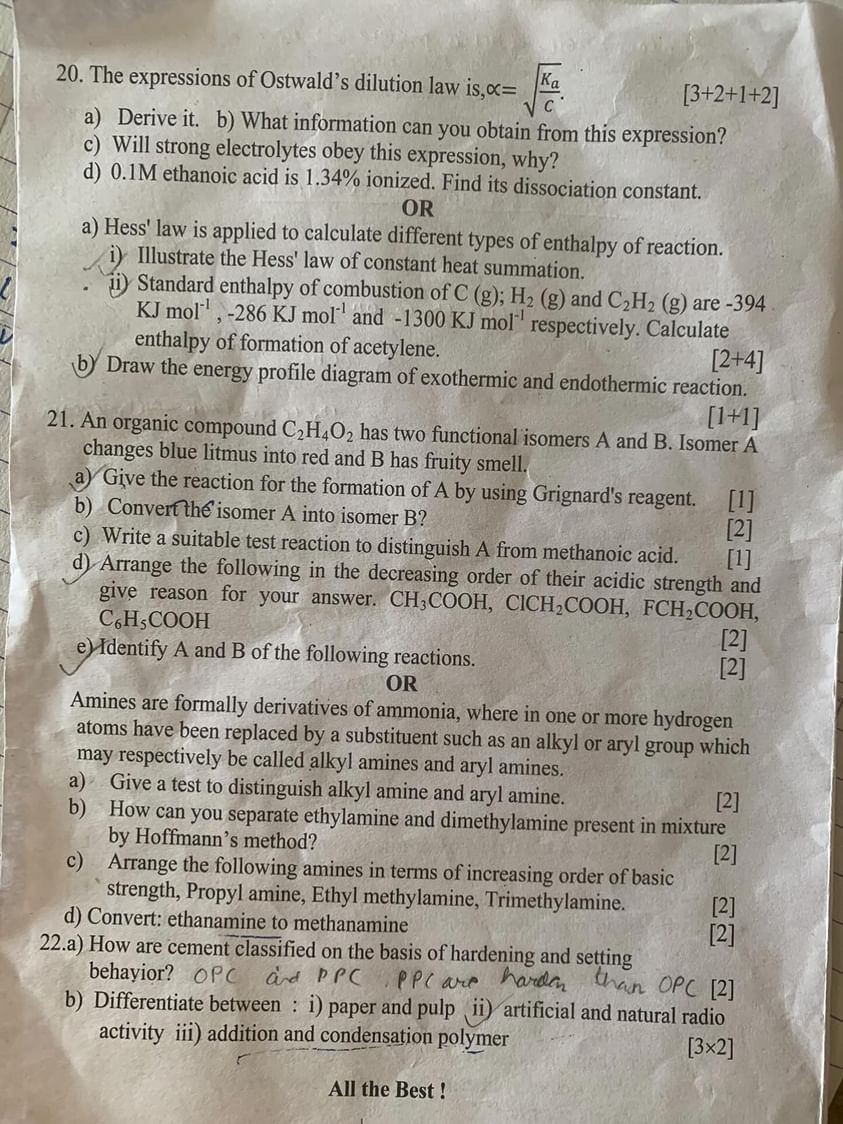 20. The expressions of Ostwald's dilution law is,∝= √(Ka/C). [3+2+1+2]
a) Derive it. b) What information can you obtain from this expression?
c) Will strong electrolytes obey this expression, why?
d) 0.1M ethanoic acid is 1.34% ionized. Find its dissociation constant.
OR
a) Hess' law is applied to calculate different types of enthalpy of reaction.
i) Illustrate the Hess' law of constant heat summation.
ii) Standard enthalpy of combustion of C (g); H₂ (g) and C₂H₂ (g) are -394
KJ mol⁻¹ , -286 KJ mol⁻¹ and -1300 KJ mol⁻¹ respectively. Calculate
enthalpy of formation of acetylene. [2+4]
b) Draw the energy profile diagram of exothermic and endothermic reaction.
[1+1]
21. An organic compound C₂H₄O₂ has two functional isomers A and B. Isomer A
changes blue litmus into red and B has fruity smell.
a) Give the reaction for the formation of A by using Grignard's reagent. [1]
b) Convert the isomer A into isomer B? [2]
c) Write a suitable test reaction to distinguish A from methanoic acid. [1]
d) Arrange the following in the decreasing order of their acidic strength and
give reason for your answer. CH₃COOH, ClCH₂COOH, FCH₂COOH,
C₆H₅COOH [2]
e) Identify A and B of the following reactions. [2]
OR
Amines are formally derivatives of ammonia, where in one or more hydrogen
atoms have been replaced by a substituent such as an alkyl or aryl group which
may respectively be called alkyl amines and aryl amines.
a) Give a test to distinguish alkyl amine and aryl amine. [2]
b) How can you separate ethylamine and dimethylamine present in mixture
by Hoffmann's method? [2]
c) Arrange the following amines in terms of increasing order of basic
strength, Propyl amine, Ethyl methylamine, Trimethylamine. [2]
d) Convert: ethanamine to methanamine [2]
22.a) How are cement classified on the basis of hardening and setting
behavior? OPC and PPC PPC are harden than OPC [2]
b) Differentiate between : i) paper and pulp ii) artificial and natural radio
activity iii) addition and condensation polymer [3×2]
All the Best !